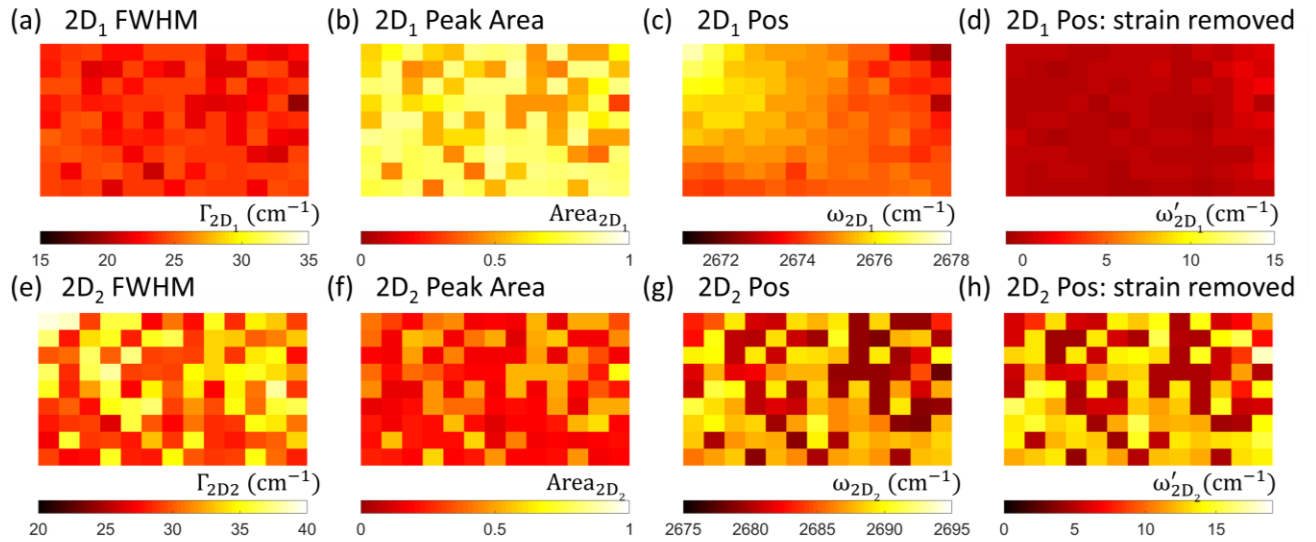 (a) 2D₁ FWHM (b) 2D₁ Peak Area (c) 2D₁ Pos (d) 2D₁ Pos: strain removed
Γ₂D₁ (cm⁻¹) Area₂D₁ ω₂D₁ (cm⁻¹) ω′₂D₁ (cm⁻¹)
15 20 25 30 35 0 0.5 1 2672 2674 2676 2678 0 5 10 15
(e) 2D₂ FWHM (f) 2D₂ Peak Area (g) 2D₂ Pos (h) 2D₂ Pos: strain removed
Γ₂D2 (cm⁻¹) Area₂D₂ ω₂D₂ (cm⁻¹) ω′₂D₂ (cm⁻¹)
20 25 30 35 40 0 0.5 1 2675 2680 2685 2690 2695 0 5 10 15